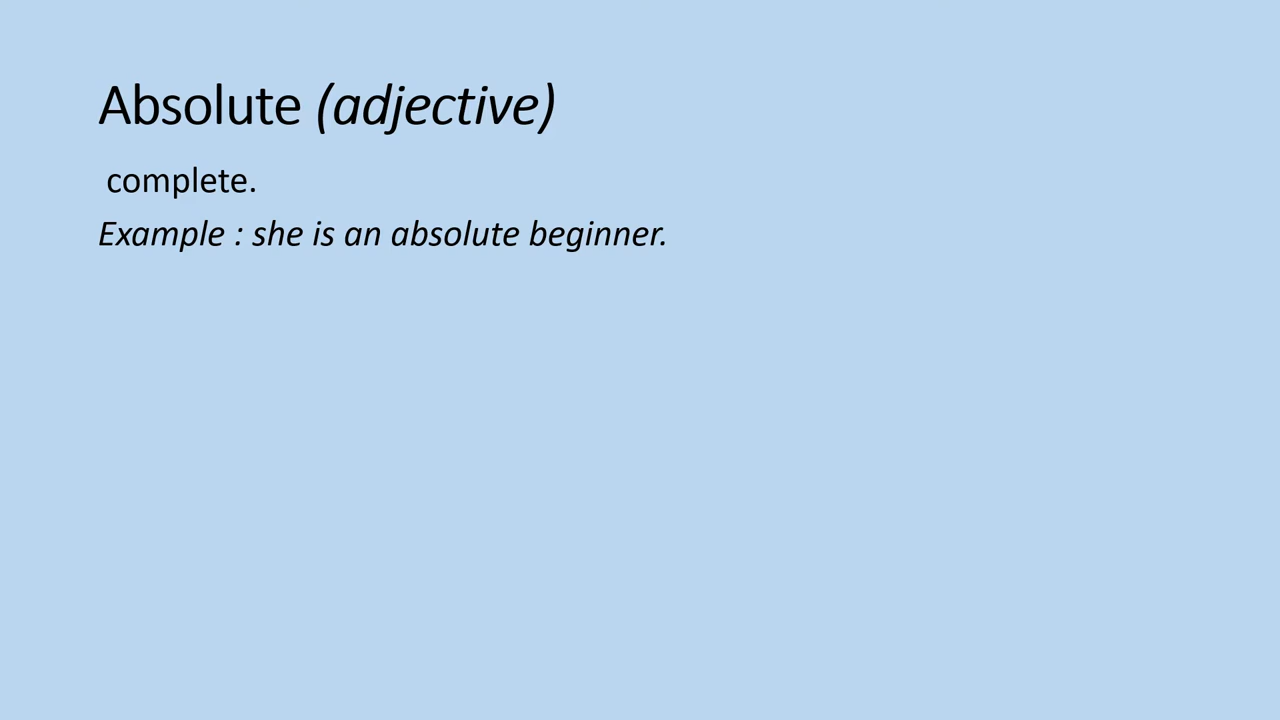 Absolute (adjective)
complete.
Example : she is an absolute beginner.